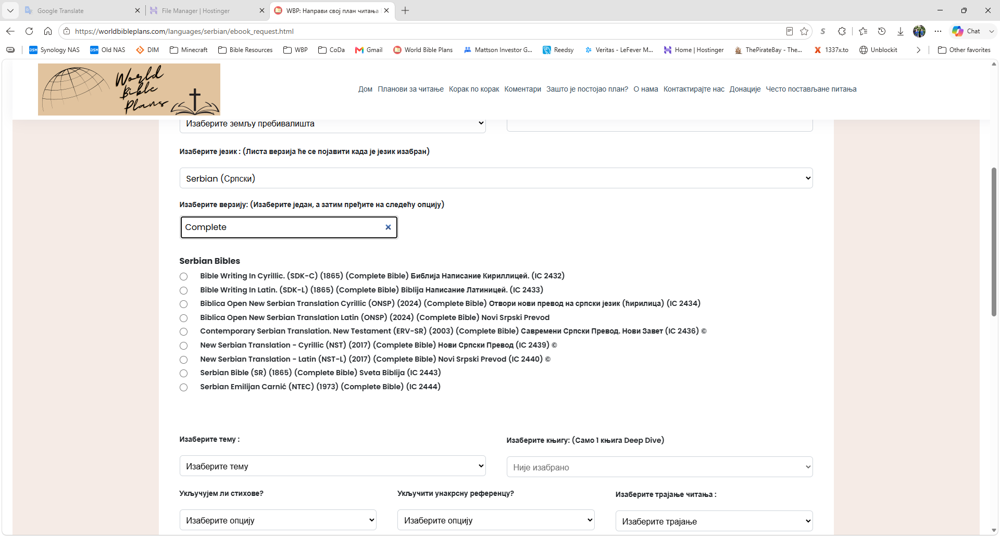 Google Translate
File Manager | Hostinger
WBP: Направи свој план читања
https://worldbibleplans.com/languages/serbian/ebook_request.html
Chat
Synology NAS
Old NAS
DIM
Minecraft
Bible Resources
WBP
CoDa
Gmail
World Bible Plans
Mattson Investor G...
Reedsy
Veritas - LeFever M...
Home | Hostinger
ThePirateBay - The...
1337x.to
Unblockit
Other favorites
World
Bible
Plans
Дом Планови за читање Корак по корак Коментари Зашто је постојао план? О нама Контактирајте нас Донације Често постављане питања
Изаберите земљу пребивалишта
Изаберите језик : (Листа верзија ће се појавити када је језик изабран)
Serbian (Српски)
Изаберите верзију: (Изаберите један, а затим пређите на следећу опцију)
Complete
Serbian Bibles
Bible Writing In Cyrillic. (SDK-C) (1865) (Complete Bible) Библија Написание Кириллицей. (IC 2432)
Bible Writing In Latin. (SDK-L) (1865) (Complete Bible) Biblija Написание Латиницей. (IC 2433)
Biblica Open New Serbian Translation Cyrillic (ONSP) (2024) (Complete Bible) Отвори нови превод на српски језик (ћирилица) (IC 2434)
Biblica Open New Serbian Translation Latin (ONSP) (2024) (Complete Bible) Novi Srpski Prevod
Contemporary Serbian Translation. New Testament (ERV-SR) (2003) (Complete Bible) Савремени Српски Превод. Нови Завет (IC 2436) ©
New Serbian Translation - Cyrillic (NST) (2017) (Complete Bible) Нови Српски Превод (IC 2439) ©
New Serbian Translation - Latin (NST-L) (2017) (Complete Bible) Novi Srpski Prevod (IC 2440) ©
Serbian Bible (SR) (1865) (Complete Bible) Sveta Biblija (IC 2443)
Serbian Emilijan Carnić (NTEC) (1973) (Complete Bible) (IC 2444)
Изаберите тему :
Изаберите књигу: (Само 1 књига Deep Dive)
Изаберите тему
Није изабрано
Укључујем ли стихове?
Укључити унакрсну референцу?
Изаберите трајање читања :
Изаберите опцију
Изаберите опцију
Изаберите трајање